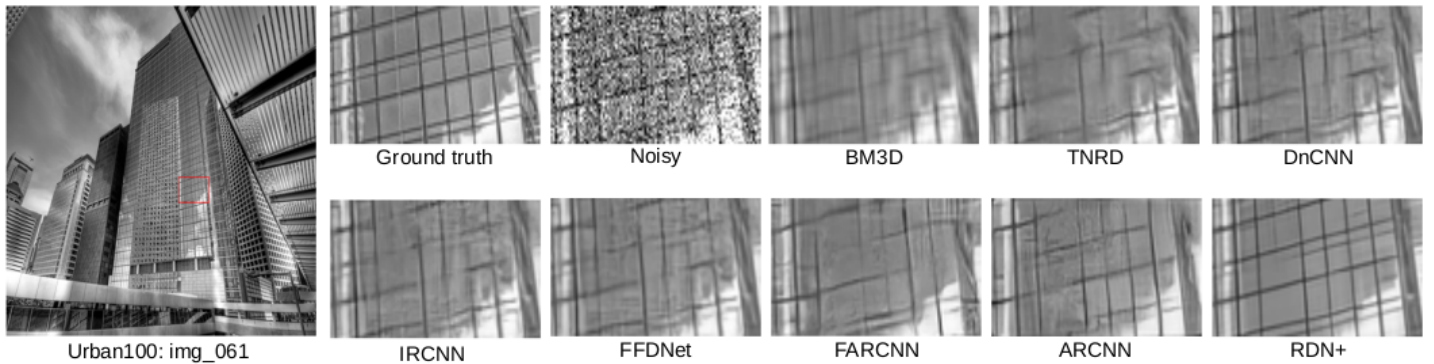 Ground truth
Noisy
BM3D
TNRD
DnCNN
Urban100: img_061
IRCNN
FFDNet
FARCNN
ARCNN
RDN+